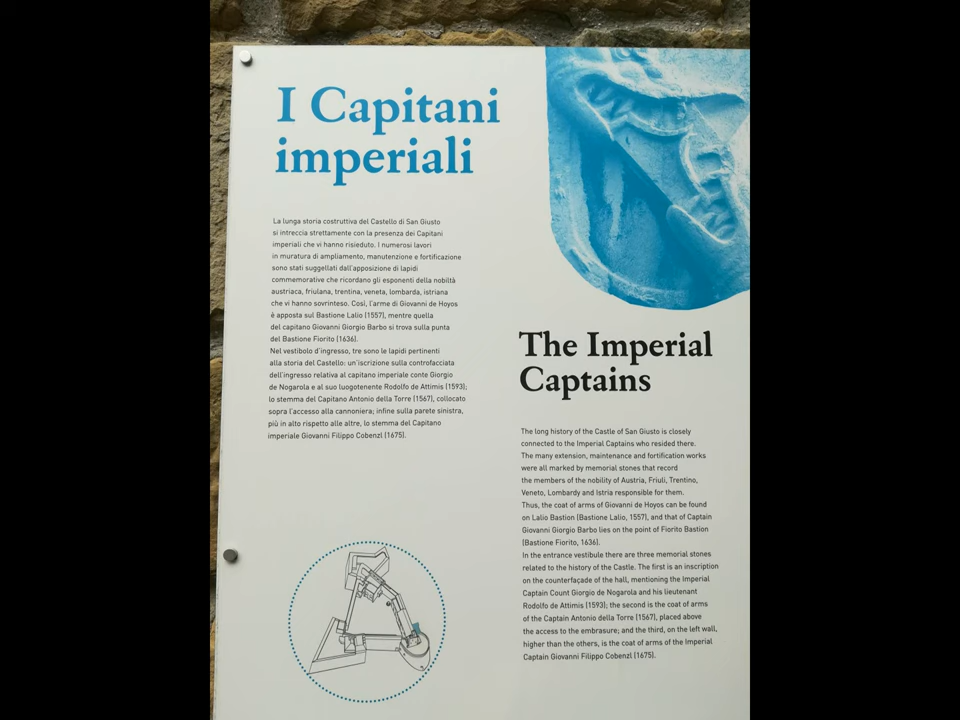 I Capitani
imperiali
La lunga storia costruttiva del Castello di San Giusto
si intreccia strettamente con la presenza dei Capitani
imperiali che vi hanno risieduto. I numerosi lavori
in muratura di ampliamento, manutenzione e fortificazione
sono stati suggellati dall'apposizione di lapidi
commemorative che ricordano gli esponenti della nobiltà
austriaca, friulana, trentina, veneta, lombarda, istriana
che vi hanno sovrinteso. Così, l'arme di Giovanni de Hoyos
è apposta sul Bastione Lalio (1557), mentre quella
del capitano Giovanni Giorgio Barbo si trova sulla punta
del Bastione Fiorito (1636).
Nel vestibolo d'ingresso, tre sono le lapidi pertinenti
alla storia del Castello: un'iscrizione sulla controfacciata
dell'ingresso relativa al capitano imperiale conte Giorgio
de Nogarola e al suo luogotenente Rodolfo de Attimis (1593);
lo stemma del Capitano Antonio della Torre (1567), collocato
sopra l'accesso alla cannoniera; infine sulla parete sinistra,
più in alto rispetto alle altre, lo stemma del Capitano
imperiale Giovanni Filippo Cobenzl (1675).
The Imperial
Captains
The long history of the Castle of San Giusto is closely
connected to the Imperial Captains who resided there.
The many extension, maintenance and fortification works
were all marked by memorial stones that record
the members of the nobility of Austria, Friuli, Trentino,
Veneto, Lombardy and Istria responsible for them.
Thus, the coat of arms of Giovanni de Hoyos can be found
on Lalio Bastion (Bastione Lalio, 1557), and that of Captain
Giovanni Giorgio Barbo lies on the point of Fiorito Bastion
(Bastione Fiorito, 1636).
In the entrance vestibule there are three memorial stones
related to the history of the Castle. The first is an inscription
on the counterfaçade of the hall, mentioning the Imperial
Captain Count Giorgio de Nogarola and his lieutenant
Rodolfo de Attimis (1593); the second is the coat of arms
of the Captain Antonio della Torre (1567), placed above
the access to the embrasure; and the third, on the left wall,
higher than the others, is the coat of arms of the Imperial
Captain Giovanni Filippo Cobenzl (1675).